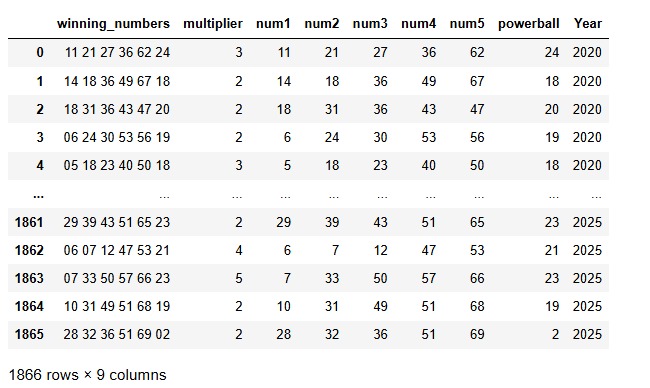 winning_numbers multiplier num1 num2 num3 num4 num5 powerball Year
0 11 21 27 36 62 24 3 11 21 27 36 62 24 2020
1 14 18 36 49 67 18 2 14 18 36 49 67 18 2020
2 18 31 36 43 47 20 2 18 31 36 43 47 20 2020
3 06 24 30 53 56 19 2 6 24 30 53 56 19 2020
4 05 18 23 40 50 18 3 5 18 23 40 50 18 2020
... ... ... ... ... ... ... ... ... ...
1861 29 39 43 51 65 23 2 29 39 43 51 65 23 2025
1862 06 07 12 47 53 21 4 6 7 12 47 53 21 2025
1863 07 33 50 57 66 23 5 7 33 50 57 66 23 2025
1864 10 31 49 51 68 19 2 10 31 49 51 68 19 2025
1865 28 32 36 51 69 02 2 28 32 36 51 69 2 2025
1866 rows × 9 columns